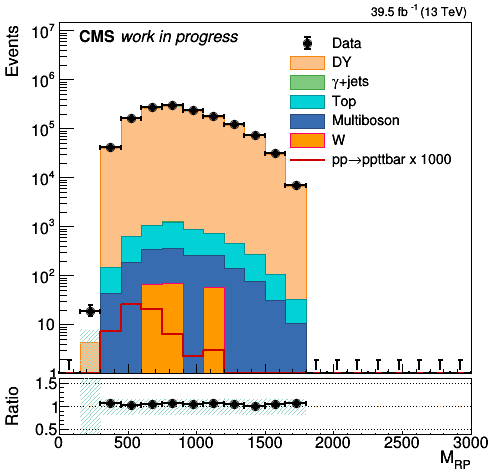 39.5 fb⁻¹ (13 TeV)
CMS work in progress
Events
10⁷
10⁶
10⁵
10⁴
10³
10²
10
1
Data
DY
γ+jets
Top
Multiboson
W
pp→ppttbar x 1000
Ratio
1.5
1
0.5
0 500 1000 1500 2000 2500 3000
M_RP